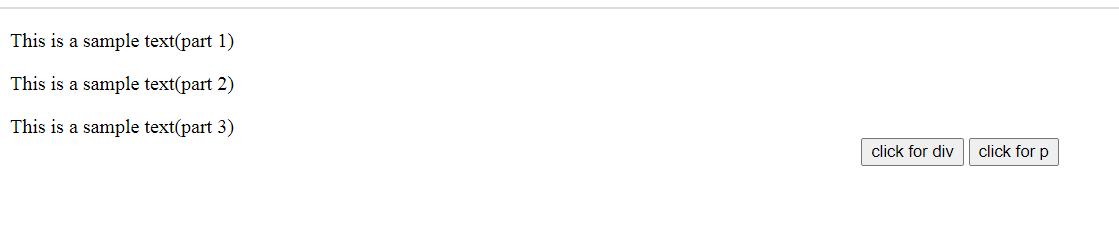 This is a sample text(part 1)
This is a sample text(part 2)
This is a sample text(part 3)
click for div click for p